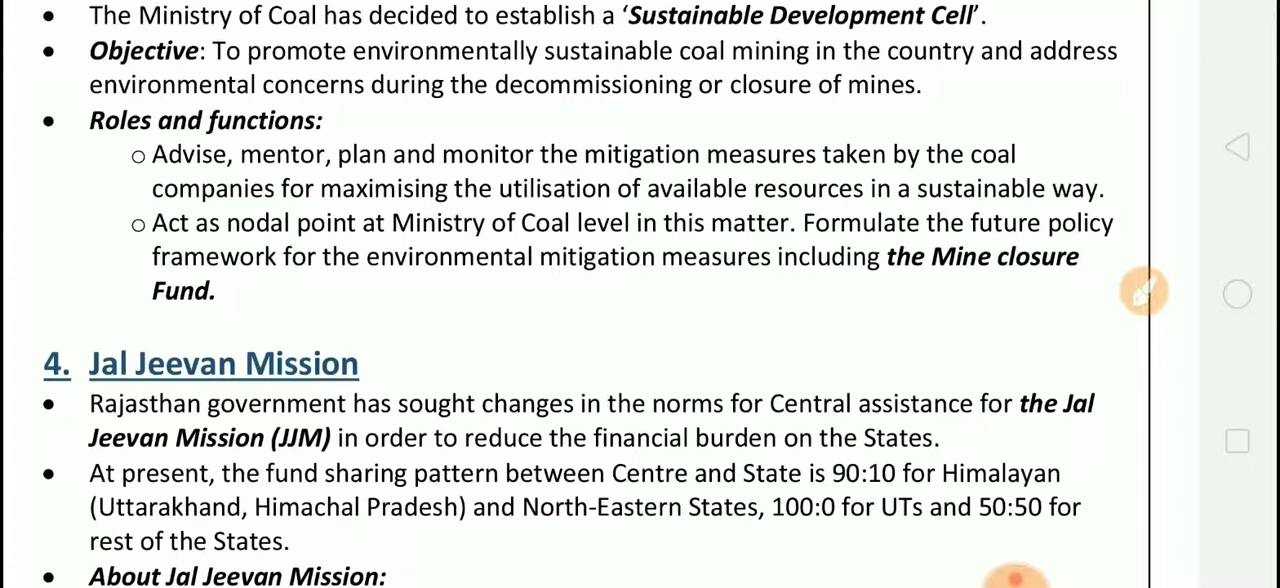 • The Ministry of Coal has decided to establish a ‘Sustainable Development Cell’.
• Objective: To promote environmentally sustainable coal mining in the country and address
environmental concerns during the decommissioning or closure of mines.
• Roles and functions:
o Advise, mentor, plan and monitor the mitigation measures taken by the coal
companies for maximising the utilisation of available resources in a sustainable way.
o Act as nodal point at Ministry of Coal level in this matter. Formulate the future policy
framework for the environmental mitigation measures including the Mine closure
Fund.
4. Jal Jeevan Mission
• Rajasthan government has sought changes in the norms for Central assistance for the Jal
Jeevan Mission (JJM) in order to reduce the financial burden on the States.
• At present, the fund sharing pattern between Centre and State is 90:10 for Himalayan
(Uttarakhand, Himachal Pradesh) and North-Eastern States, 100:0 for UTs and 50:50 for
rest of the States.
• About Jal Jeevan Mission: